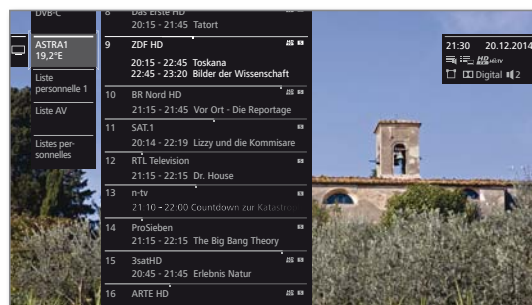 DVB-C
ASTRA1
19,2°E
Liste
personnelle 1
Liste AV
Listes per-
sonnelles
8 Das Erste HD
20:15 - 21:45 Tatort
9 ZDF HD
20:15 - 22:45 Toskana
22:45 - 23:20 Bilder der Wissenschaft
10 BR Nord HD
21:15 - 21:45 Vor Ort - Die Reportage
11 SAT.1
20:14 - 22:19 Lizzy und die Kommisare
12 RTL Television
21:15 - 22:15 Dr. House
13 n-tv
21:10 - 22:00 Countdown zur Katastrop
14 ProSieben
21:15 - 22:15 The Big Bang Theory
15 3satHD
20:45 - 21:45 Erlebnis Natur
16 ARTE HD
21:30 20.12.2014
HD HDTV
Digital 2